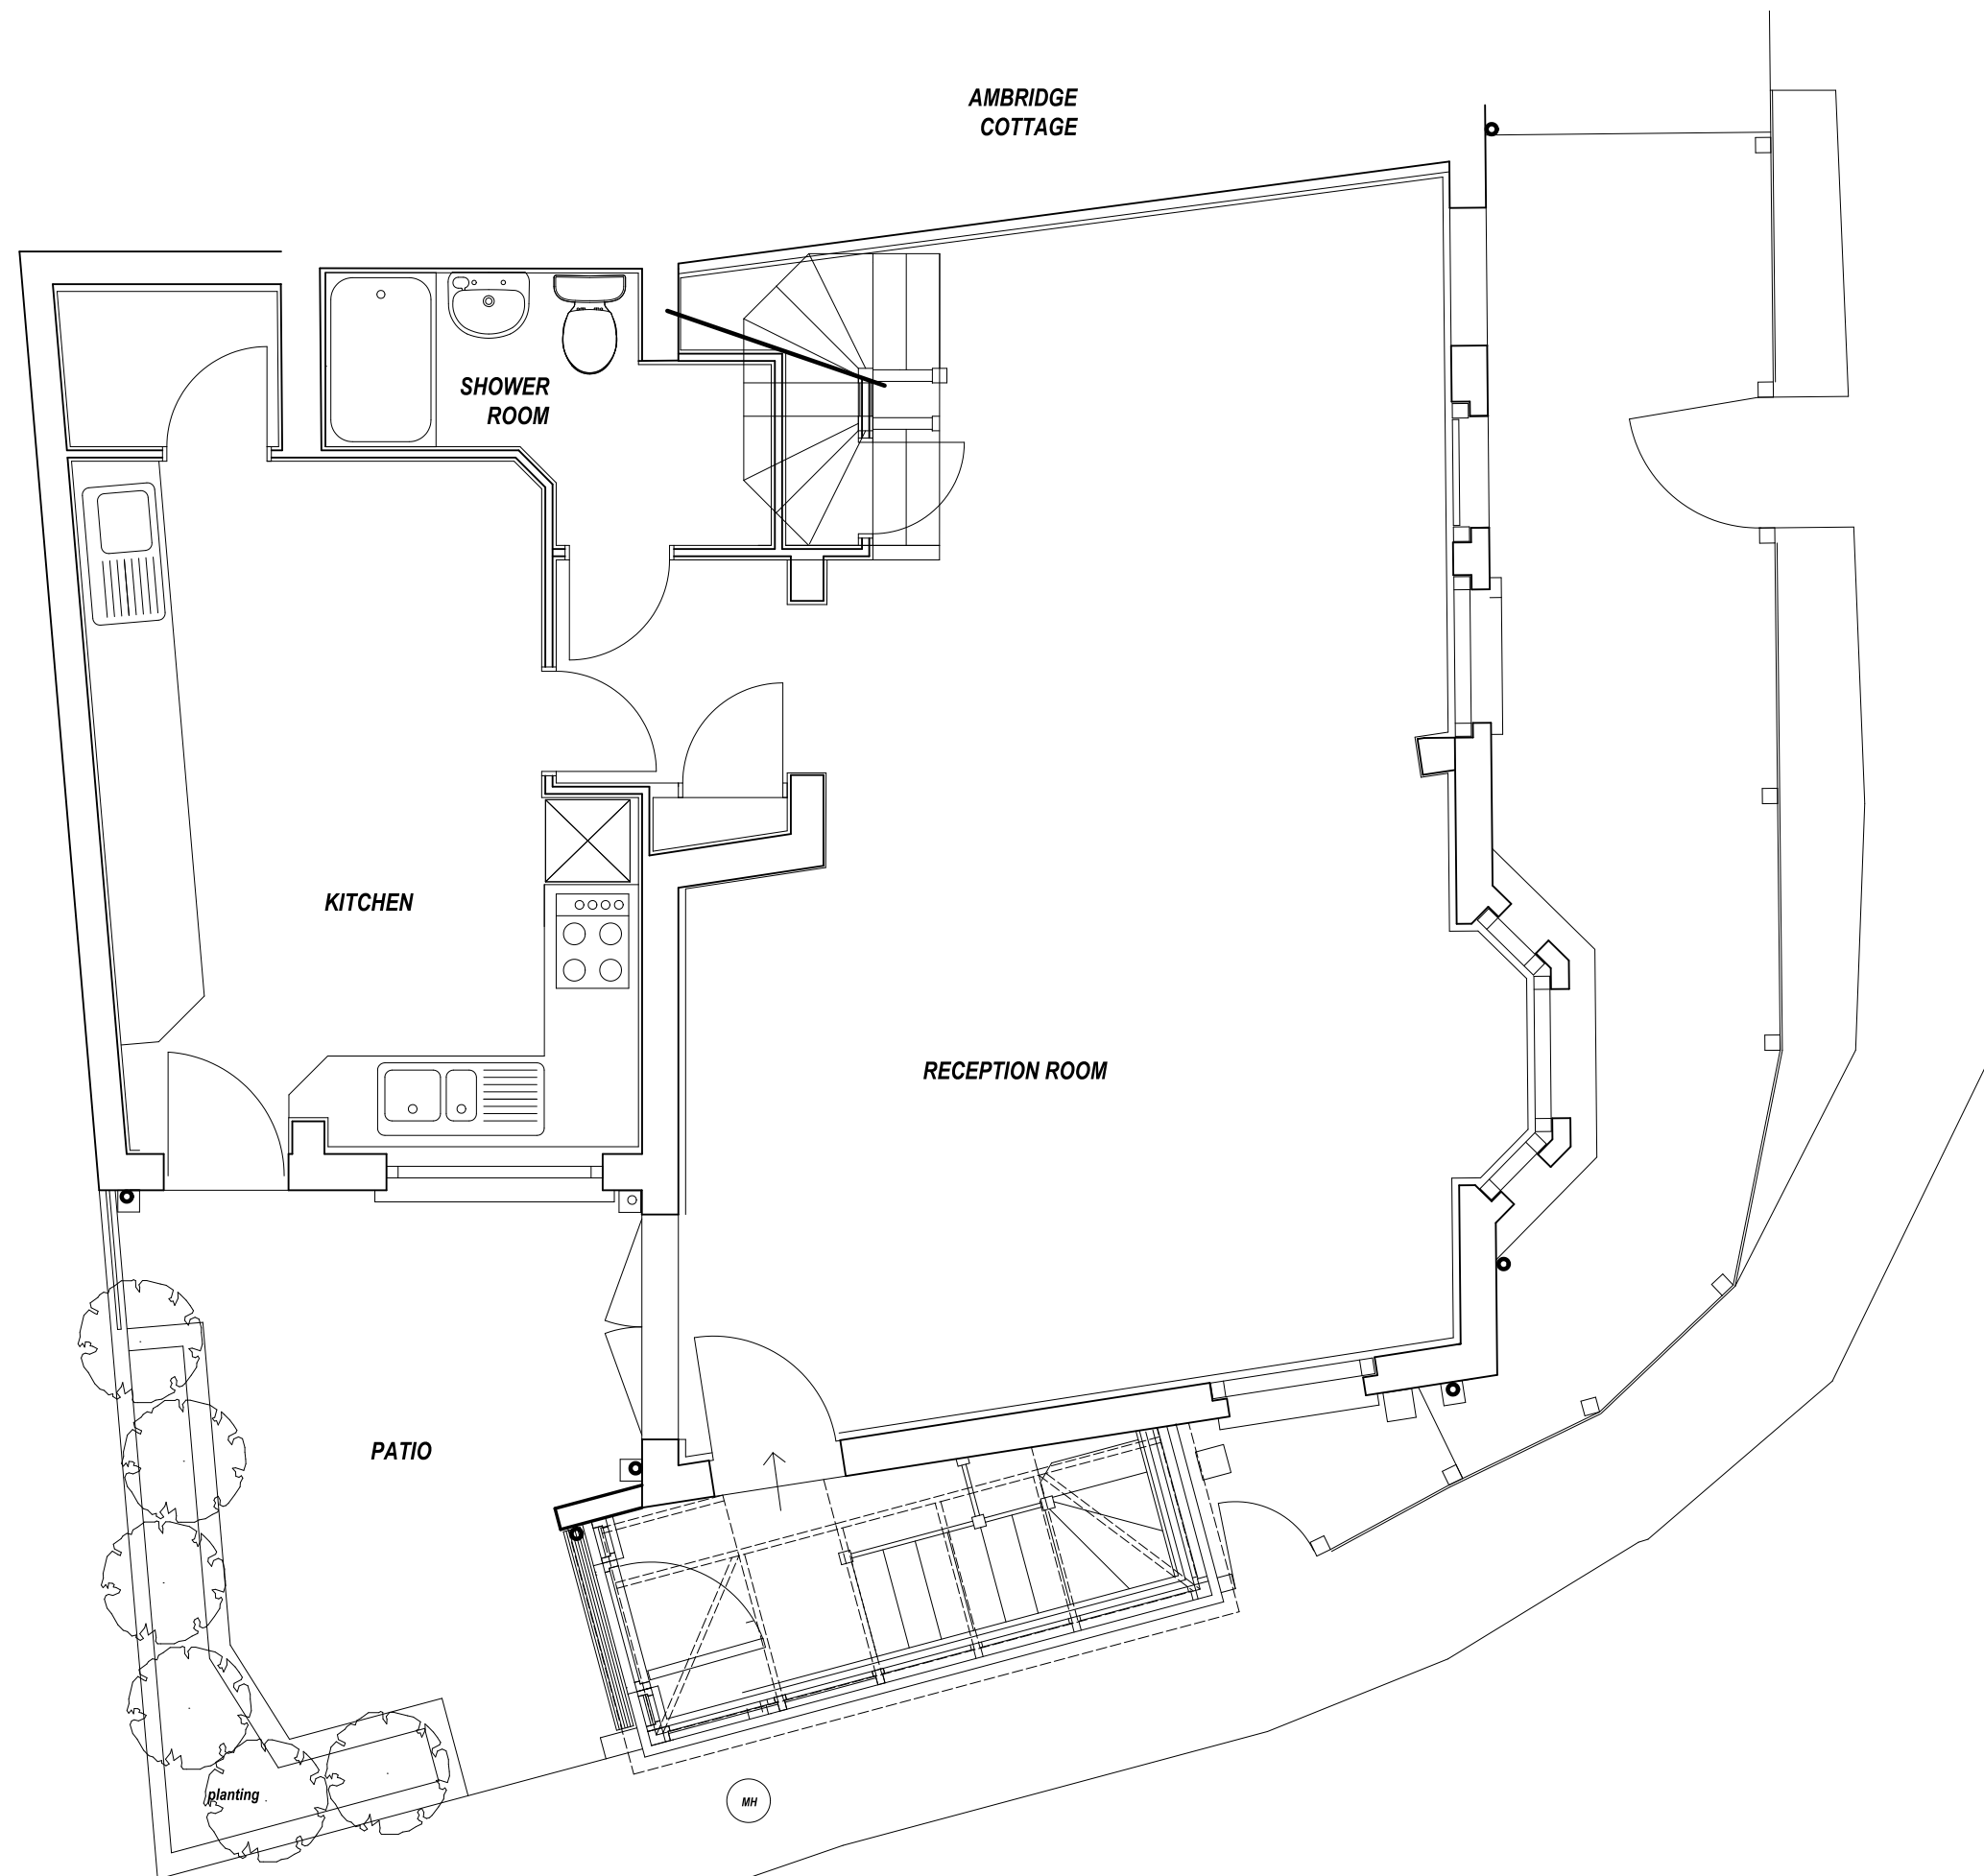 AMBRIDGE
COTTAGE
SHOWER
ROOM
KITCHEN
RECEPTION ROOM
PATIO
planting
MH